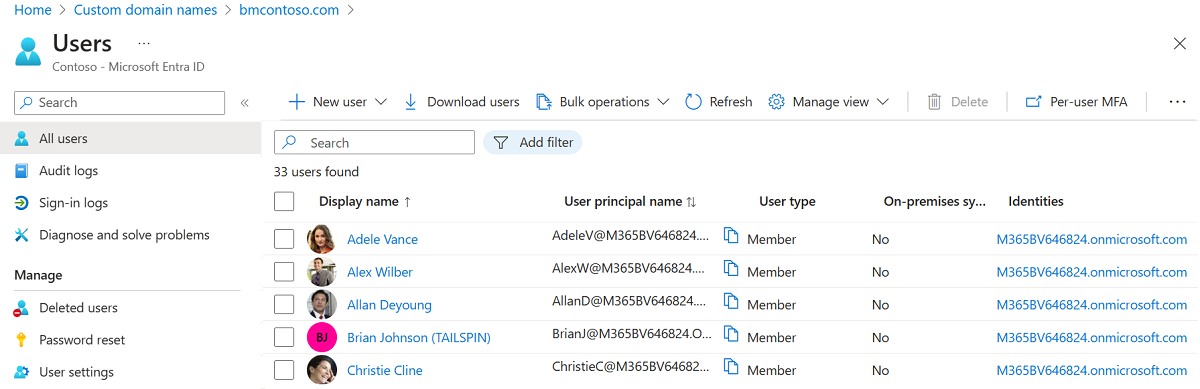 Home > Custom domain names > bmcontoso.com >
Users ...
Contoso - Microsoft Entra ID
Search «
New user Download users Bulk operations Refresh Manage view Delete Per-user MFA ...
All users
Audit logs
Sign-in logs
Diagnose and solve problems
Manage
Deleted users
Password reset
User settings
Search Add filter
33 users found
Display name ↑ User principal name ↑↓ User type On-premises sy... Identities
Adele Vance AdeleV@M365BV646824.... Member No M365BV646824.onmicrosoft.com
Alex Wilber AlexW@M365BV646824.... Member No M365BV646824.onmicrosoft.com
Allan Deyoung AllanD@M365BV646824.... Member No M365BV646824.onmicrosoft.com
BJ Brian Johnson (TAILSPIN) BrianJ@M365BV646824.O... Member No M365BV646824.onmicrosoft.com
Christie Cline ChristieC@M365BV64682... Member No M365BV646824.onmicrosoft.com